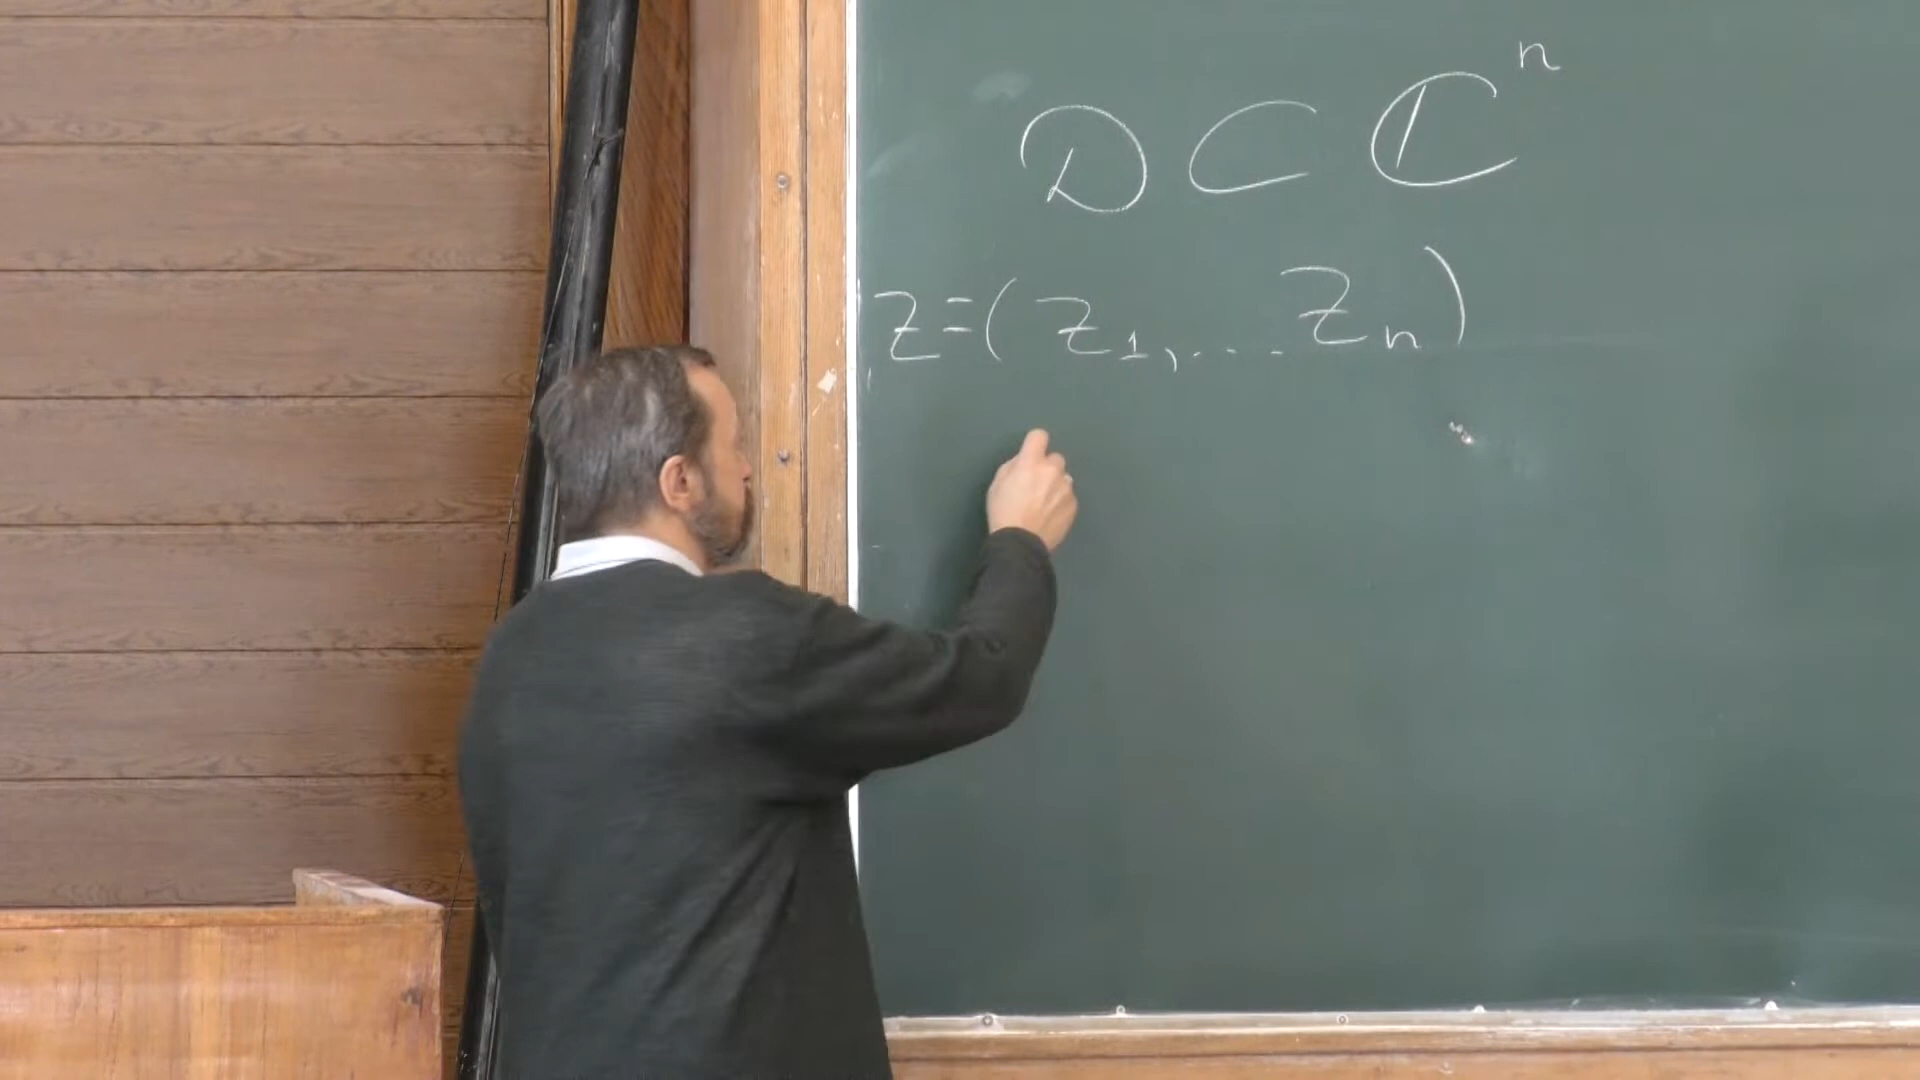 D ⊂ ℂⁿ
z=(z₁,... zₙ)